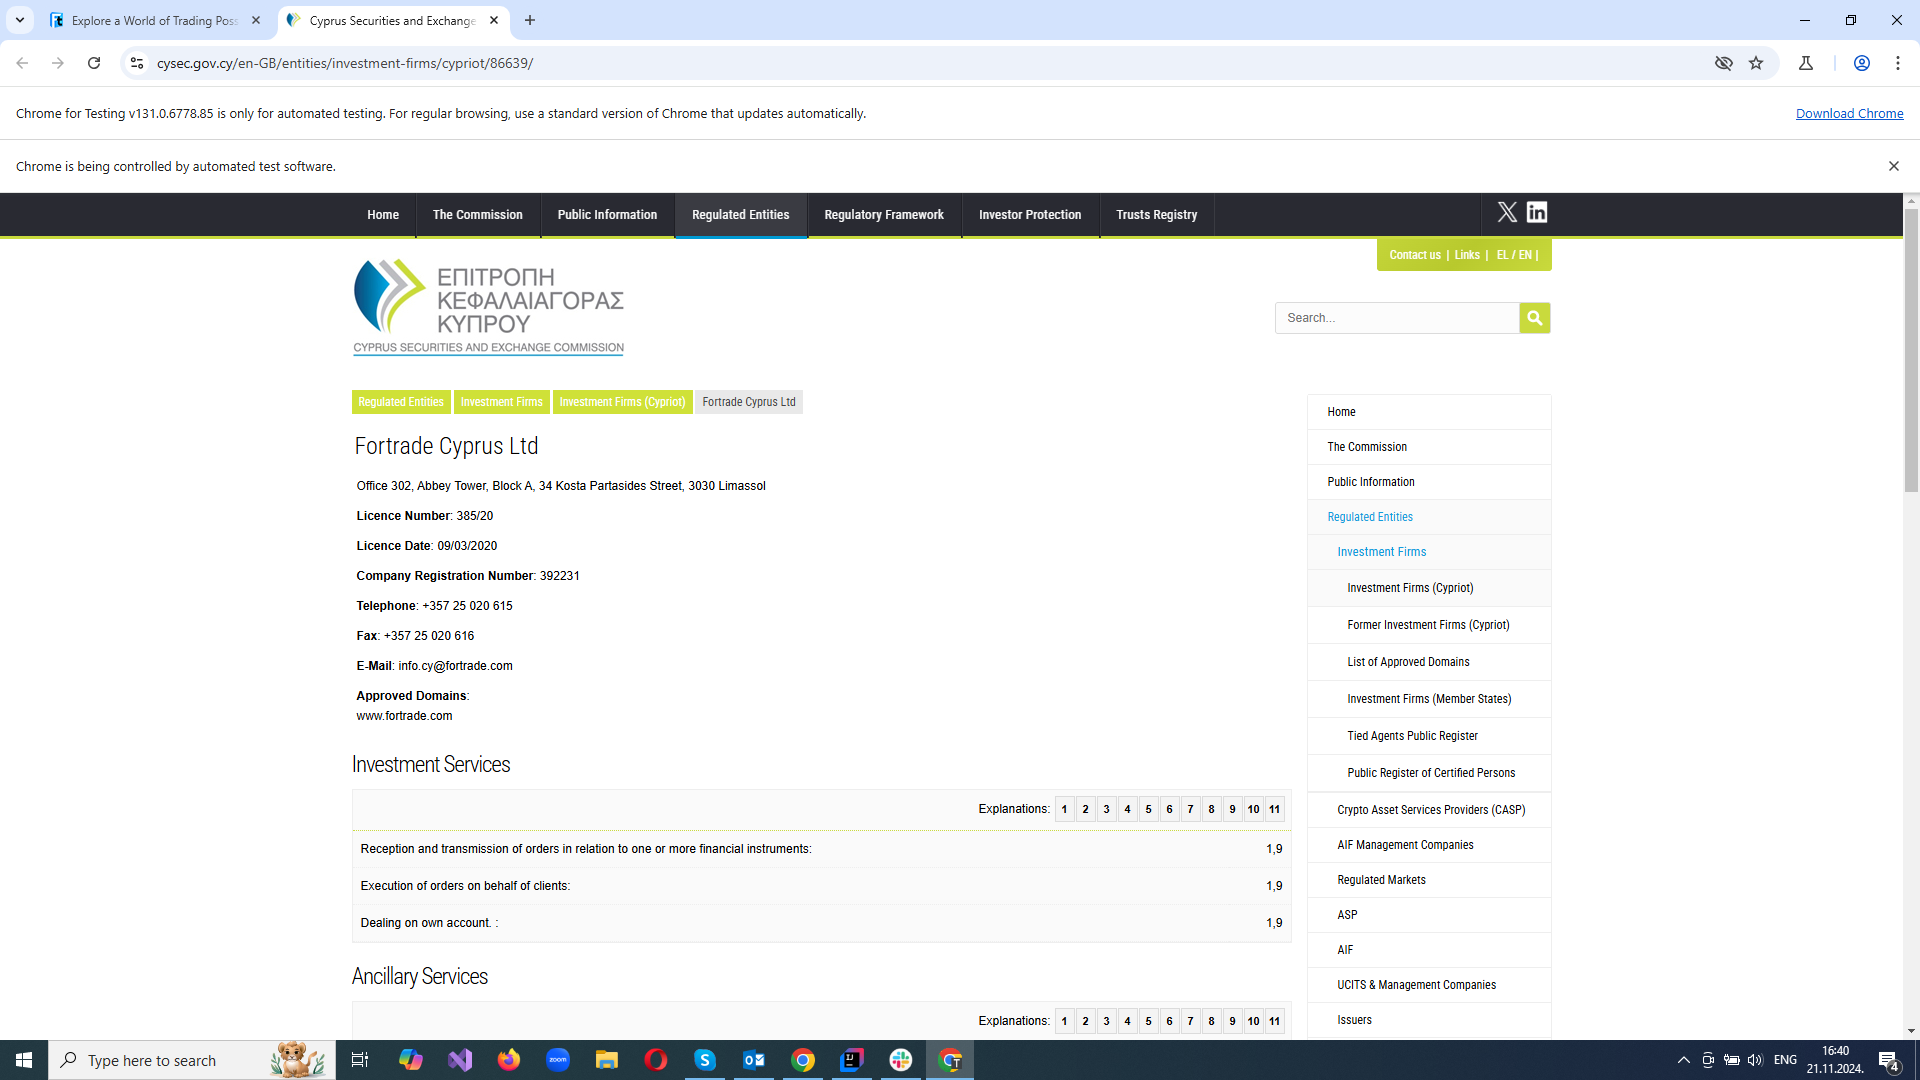 Explore a World of Trading Poss
Cyprus Securities and Exchange
cysec.gov.cy/en-GB/entities/investment-firms/cypriot/86639/
Chrome for Testing v131.0.6778.85 is only for automated testing. For regular browsing, use a standard version of Chrome that updates automatically.
Download Chrome
Chrome is being controlled by automated test software.
Home
The Commission
Public Information
Regulated Entities
Regulatory Framework
Investor Protection
Trusts Registry
Contact us | Links | EL / EN |
ΕΠΙΤΡΟΠΗ
ΚΕΦΑΛΑΙΑΓΟΡΑΣ
ΚΥΠΡΟΥ
CYPRUS SECURITIES AND EXCHANGE COMMISSION
Search...
Regulated Entities
Investment Firms
Investment Firms (Cypriot)
Fortrade Cyprus Ltd
Fortrade Cyprus Ltd
Office 302, Abbey Tower, Block A, 34 Kosta Partasides Street, 3030 Limassol
Licence Number: 385/20
Licence Date: 09/03/2020
Company Registration Number: 392231
Telephone: +357 25 020 615
Fax: +357 25 020 616
E-Mail: info.cy@fortrade.com
Approved Domains:
www.fortrade.com
Investment Services
Explanations: 1 2 3 4 5 6 7 8 9 10 11
Reception and transmission of orders in relation to one or more financial instruments: 1,9
Execution of orders on behalf of clients: 1,9
Dealing on own account. : 1,9
Ancillary Services
Explanations: 1 2 3 4 5 6 7 8 9 10 11
Home
The Commission
Public Information
Regulated Entities
Investment Firms
Investment Firms (Cypriot)
Former Investment Firms (Cypriot)
List of Approved Domains
Investment Firms (Member States)
Tied Agents Public Register
Public Register of Certified Persons
Crypto Asset Services Providers (CASP)
AIF Management Companies
Regulated Markets
ASP
AIF
UCITS & Management Companies
Issuers
Type here to search
zoom
ENG
16:40
21.11.2024.
4